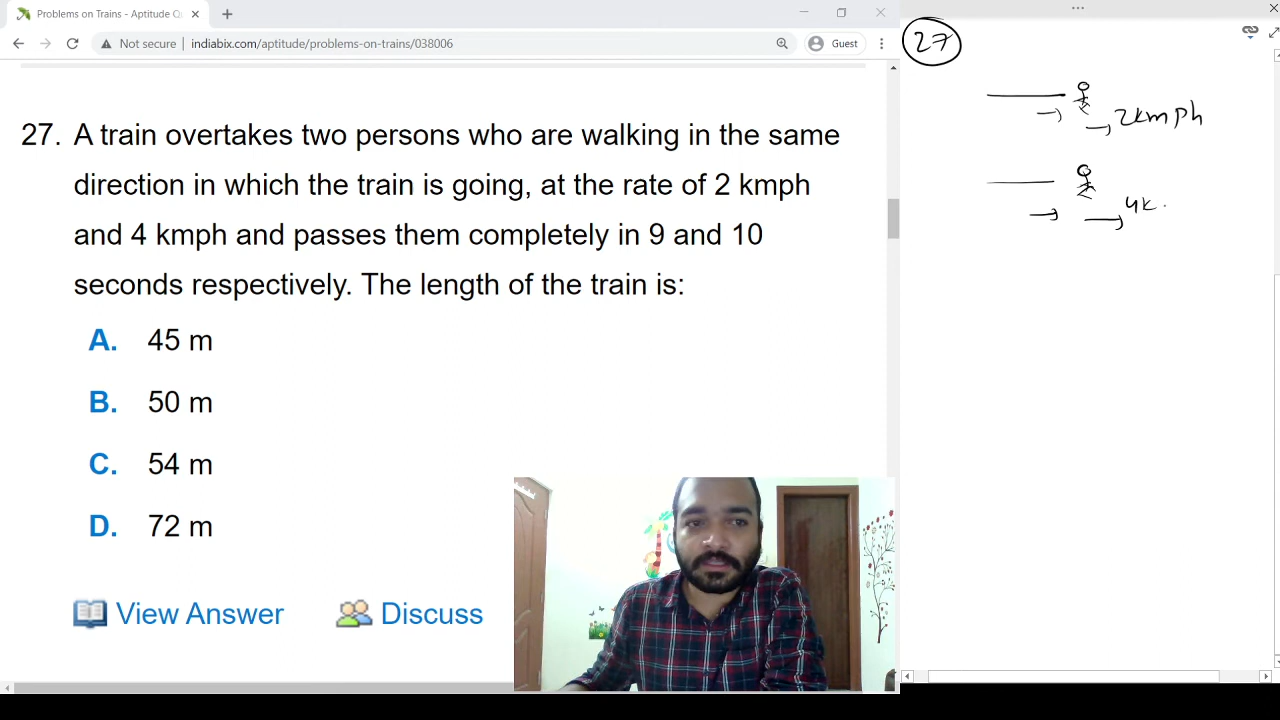 Problems on Trains - Aptitude Q
Not secure | indiabix.com/aptitude/problems-on-trains/038006
Guest
27. A train overtakes two persons who are walking in the same
direction in which the train is going, at the rate of 2 kmph
and 4 kmph and passes them completely in 9 and 10
seconds respectively. The length of the train is:
A. 45 m
B. 50 m
C. 54 m
D. 72 m
View Answer Discuss
27
2kmph
4k.